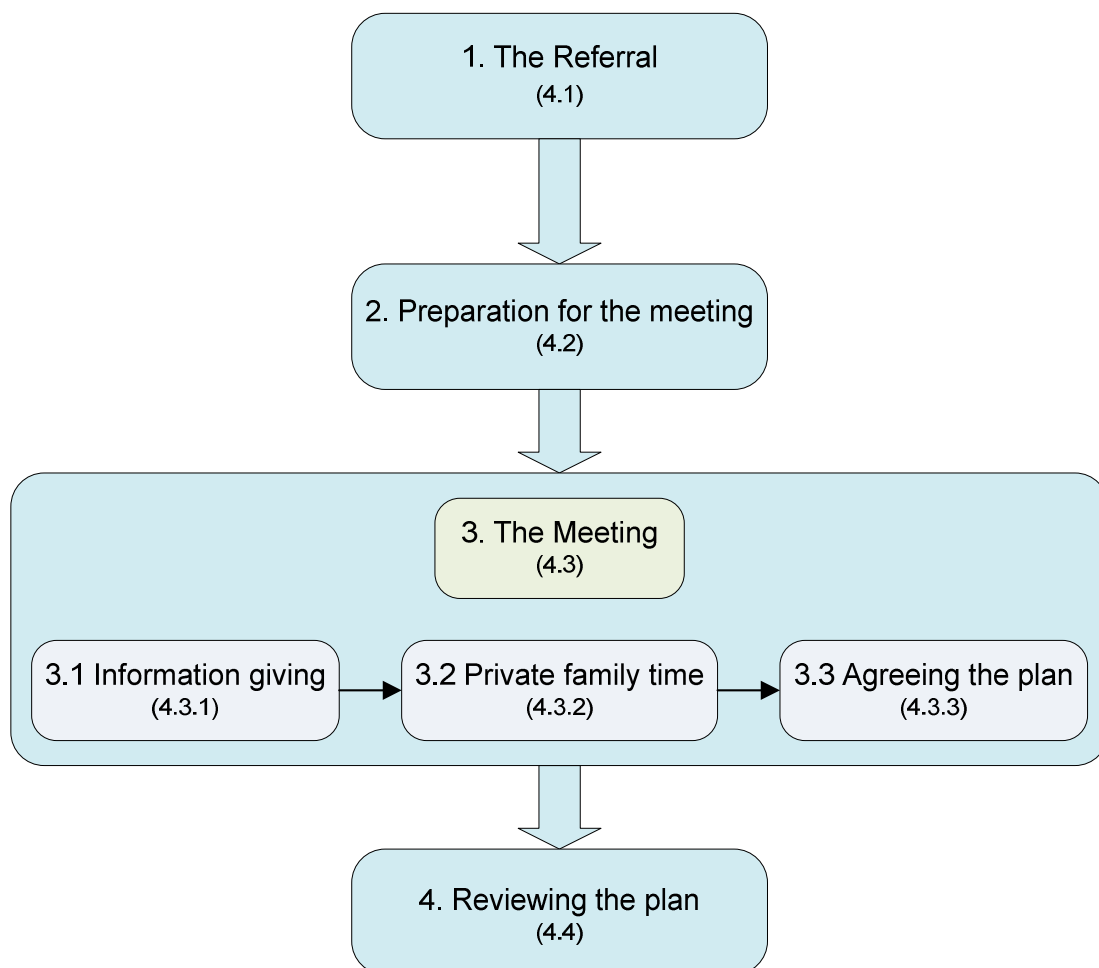 1. The Referral
(4.1)
2. Preparation for the meeting
(4.2)
3. The Meeting
(4.3)
3.1 Information giving
(4.3.1)
3.2 Private family time
(4.3.2)
3.3 Agreeing the plan
(4.3.3)
4. Reviewing the plan
(4.4)